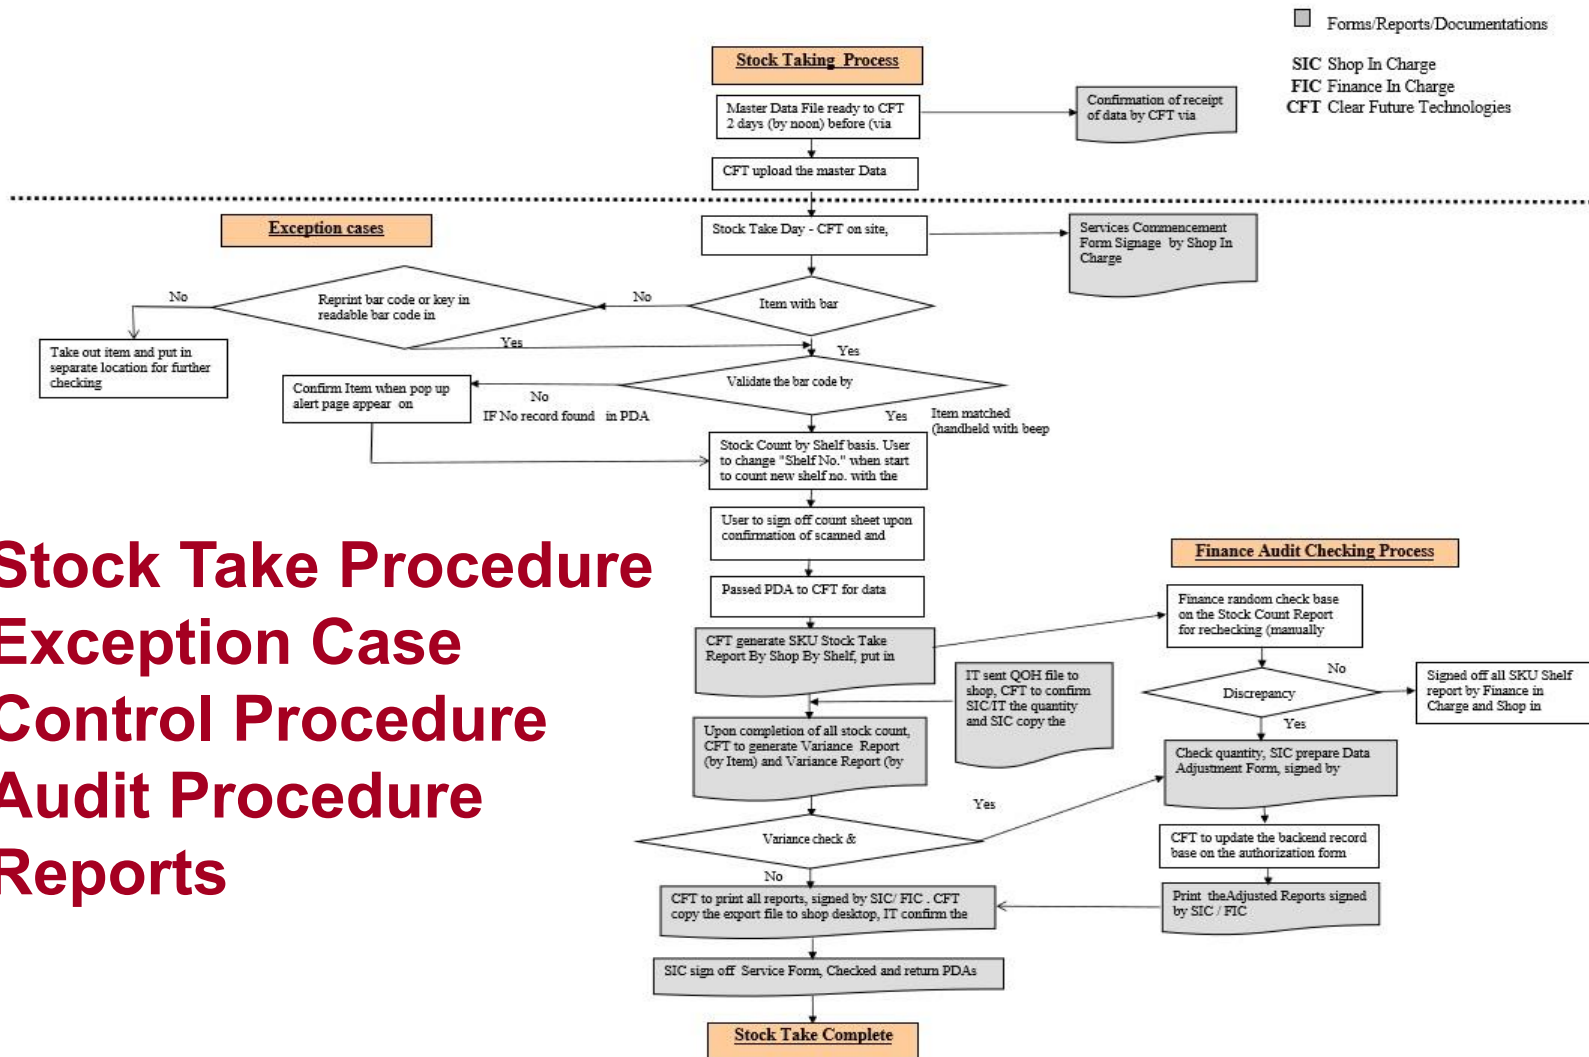 Forms/Reports/Documentations
SIC Shop In Charge
FIC Finance In Charge
CFT Clear Future Technologies
Stock Taking Process
Master Data File ready to CFT
2 days (by noon) before (via
Confirmation of receipt
of data by CFT via
CFT upload the master Data
Exception cases
Stock Take Day - CFT on site,
Services Commencement
Form Signage by Shop In
Charge
No
Reprint bar code or key in
readable bar code in
No
Item with bar
Take out item and put in
separate location for further
checking
Yes
Yes
Confirm Item when pop up
alert page appear on
No
IF No record found in PDA
Validate the bar code by
Yes
Item matched
(handheld with beep
Stock Count by Shelf basis. User
to change "Shelf No." when start
to count new shelf no. with the
User to sign off count sheet upon
confirmation of scanned and
Passed PDA to CFT for data
CFT generate SKU Stock Take
Report By Shop By Shelf, put in
IT sent QOH file to
shop, CFT to confirm
SIC/IT the quantity
and SIC copy the
Upon completion of all stock count,
CFT to generate Variance Report
(by Item) and Variance Report (by
Variance check &
Yes
No
CFT to print all reports, signed by SIC/ FIC . CFT
copy the export file to shop desktop, IT confirm the
SIC sign off Service Form, Checked and return PDAs
Stock Take Complete
Finance Audit Checking Process
Finance random check base
on the Stock Count Report
for rechecking (manually
Discrepancy
No
Signed off all SKU Shelf
report by Finance in
Charge and Shop in
Yes
Check quantity, SIC prepare Data
Adjustment Form, signed by
CFT to update the backend record
base on the authorization form
Print theAdjusted Reports signed
by SIC / FIC
Stock Take Procedure
Exception Case
Control Procedure
Audit Procedure
Reports